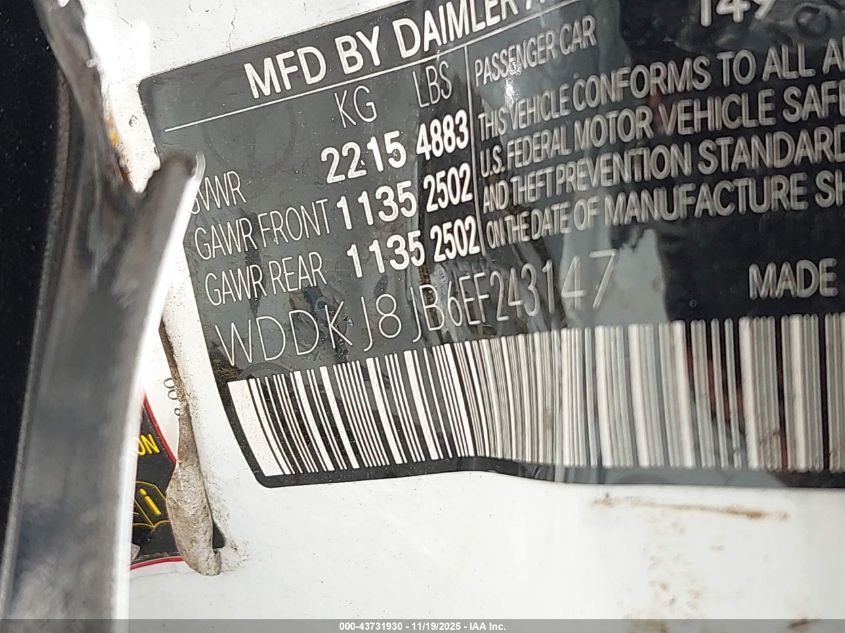 149
MFD BY DAIMLER A
KG LBS
PASSENGER CAR
GVWR 2215 4883
GAWR FRONT 1135 2502
GAWR REAR 1135 2502
THIS VEHICLE CONFORMS TO ALL A
U.S. FEDERAL MOTOR VEHICLE SAFE
AND THEFT PREVENTION STANDARD
ON THE DATE OF MANUFACTURE SH
WDDKJ8JB6EF243147
MADE
ON
i
000-43731930 - 11/19/2025 - IAA Inc.